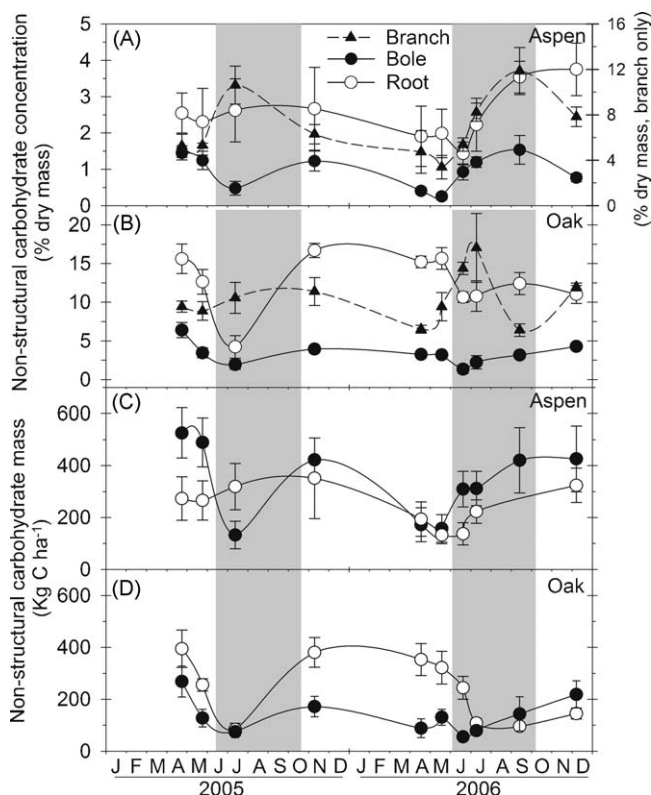 Non-structural carbohydrate concentration
(% dry mass)
(% dry mass, branch only)
(A)
Aspen
Branch
Bole
Root
5
4
3
2
1
0
16
12
8
4
0
(B)
Oak
20
15
10
5
0
Non-structural carbohydrate mass
(Kg C ha⁻¹)
(C)
Aspen
600
400
200
0
(D)
Oak
600
400
200
0
J F M A M J J A S O N D J F M A M J J A S O N D
2005 2006